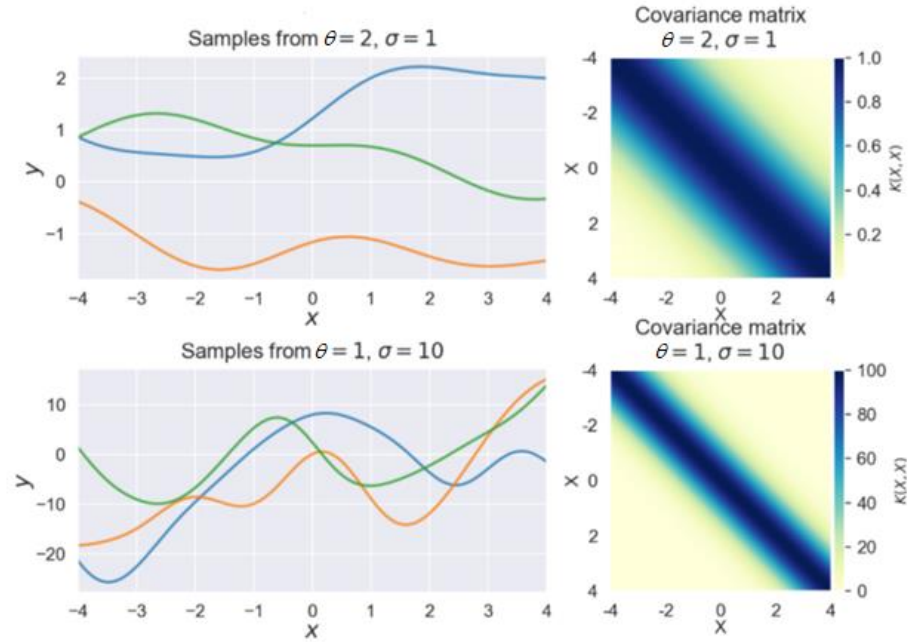 Samples from θ = 2, σ = 1
y
2
1
0
−1
−4 −3 −2 −1 0 1 2 3 4
x
Covariance matrix
θ = 2, σ = 1
X
-4
-2
0
2
4
-4 -2 0 2 4
X
1.0
0.8
0.6
0.4
0.2
K(X, X)
Samples from θ = 1, σ = 10
y
10
0
−10
−20
−4 −3 −2 −1 0 1 2 3 4
x
Covariance matrix
θ = 1, σ = 10
X
-4
-2
0
2
4
-4 -2 0 2 4
X
100
80
60
40
20
0
K(X, X)